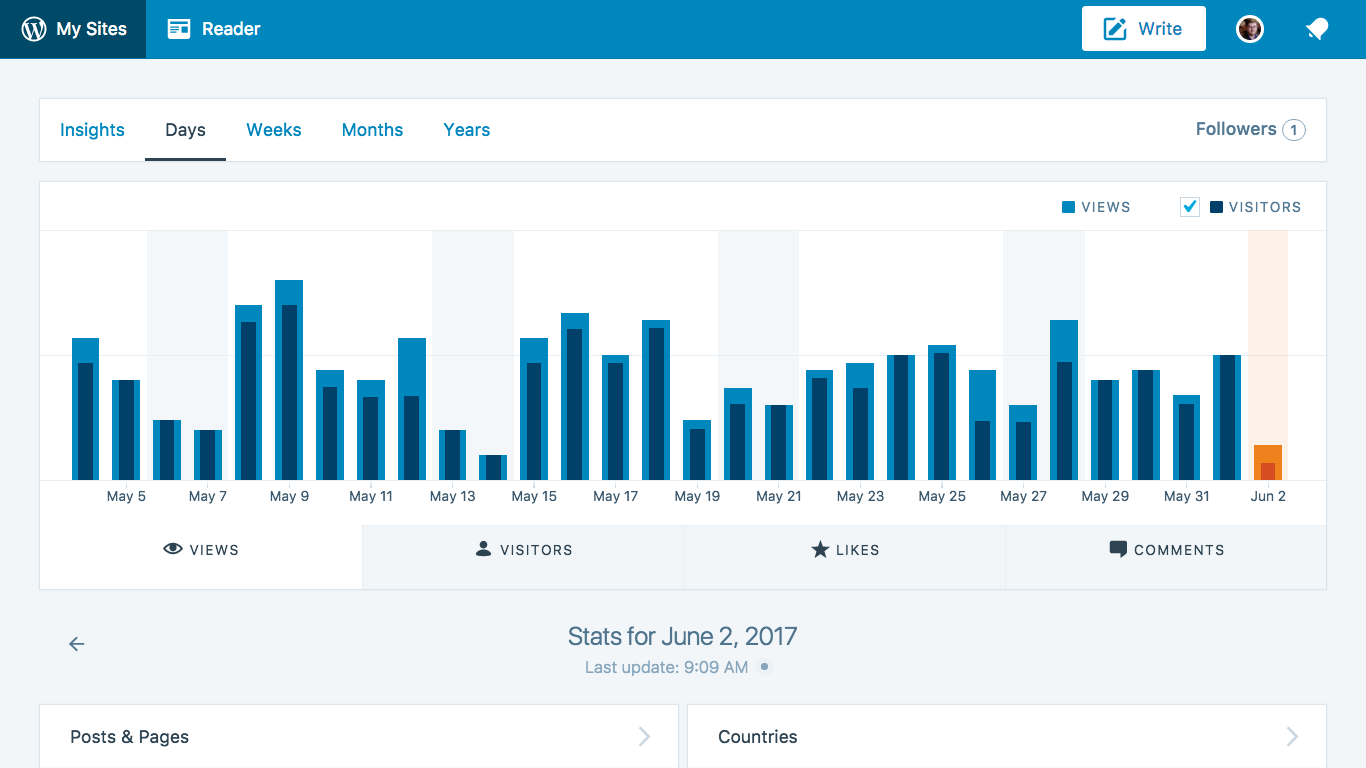 My Sites Reader Write
Insights Days Weeks Months Years Followers 1
VIEWS VISITORS
May 5 May 7 May 9 May 11 May 13 May 15 May 17 May 19 May 21 May 23 May 25 May 27 May 29 May 31 Jun 2
VIEWS VISITORS LIKES COMMENTS
Stats for June 2, 2017
Last update: 9:09 AM
Posts & Pages Countries